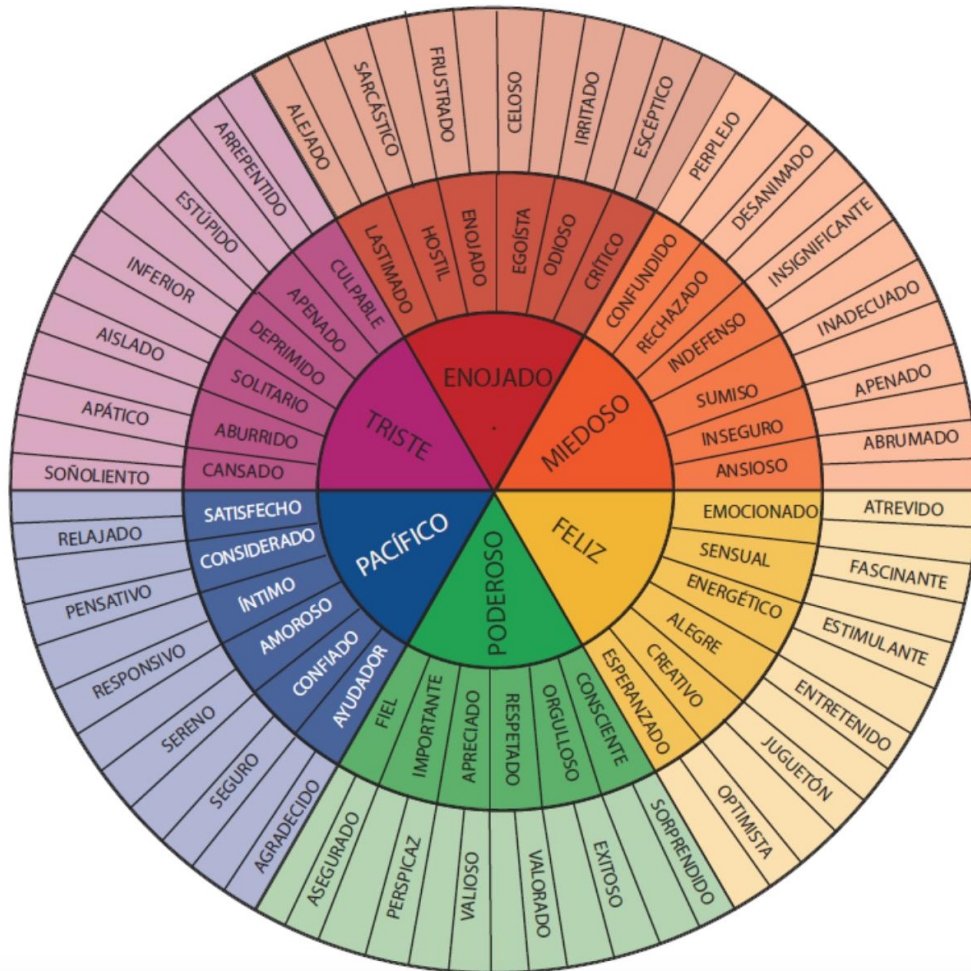 ENOJADO
MIEDOSO
FELIZ
PODEROSO
PACÍFICO
TRISTE
LASTIMADO
HOSTIL
ENOJADO
EGOÍSTA
ODIOSO
CRÍTICO
CONFUNDIDO
RECHAZADO
INDEFENSO
SUMISO
INSEGURO
ANSIOSO
EMOCIONADO
SENSUAL
ENERGÉTICO
ALEGRE
CREATIVO
ESPERANZADO
CONSCIENTE
ORGULLOSO
RESPETADO
APRECIADO
IMPORTANTE
FIEL
AYUDADOR
CONFIADO
AMOROSO
ÍNTIMO
CONSIDERADO
SATISFECHO
CANSADO
ABURRIDO
SOLITARIO
DEPRIMIDO
APENADO
CULPABLE
ALEJADO
SARCÁSTICO
FRUSTRADO
CELOSO
IRRITADO
ESCÉPTICO
PERPLEJO
DESANIMADO
INSIGNIFICANTE
INADECUADO
APENADO
ABRUMADO
ATREVIDO
FASCINANTE
ESTIMULANTE
ENTRETENIDO
JUGUETÓN
OPTIMISTA
SORPRENDIDO
EXITOSO
VALORADO
VALIOSO
PERSPICAZ
ASEGURADO
AGRADECIDO
SEGURO
SERENO
RESPONSIVO
PENSATIVO
RELAJADO
SOÑOLIENTO
APÁTICO
AISLADO
INFERIOR
ESTÚPIDO
ARREPENTIDO